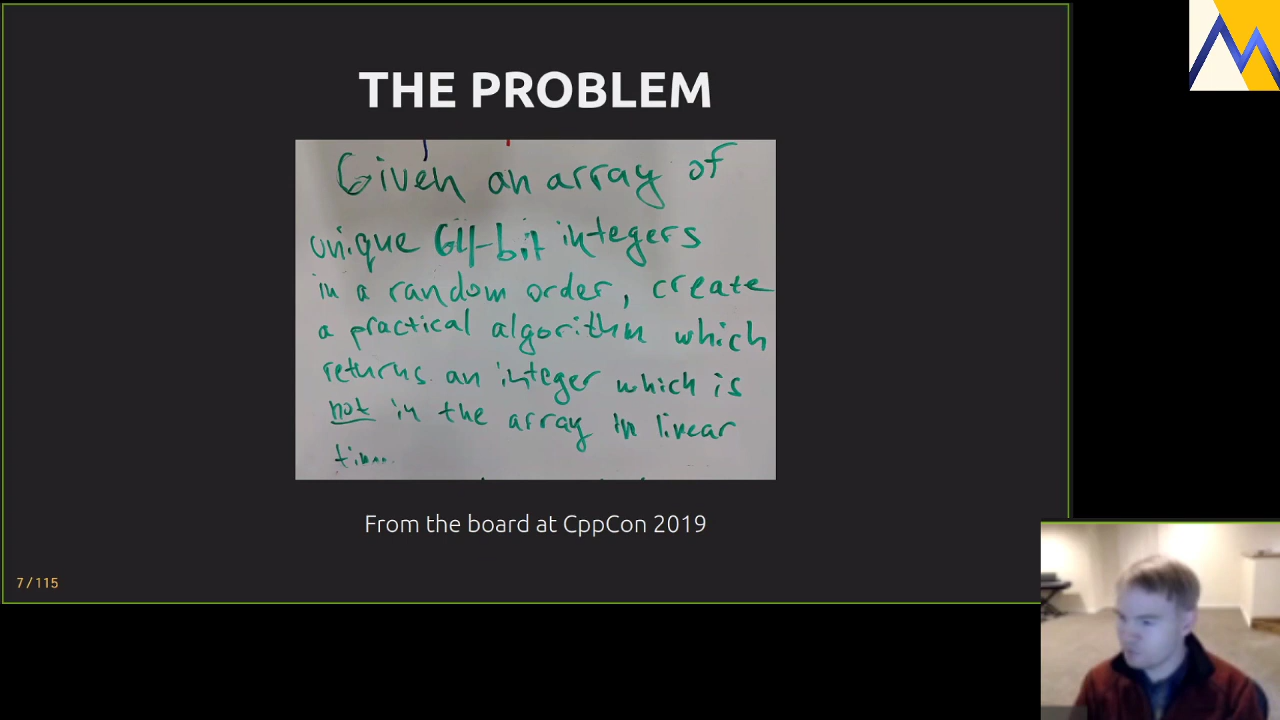 THE PROBLEM
Given an array of
unique 64-bit integers
in a random order, create
a practical algorithm which
returns an integer which is
not in the array in linear
From the board at CppCon 2019
7 / 115